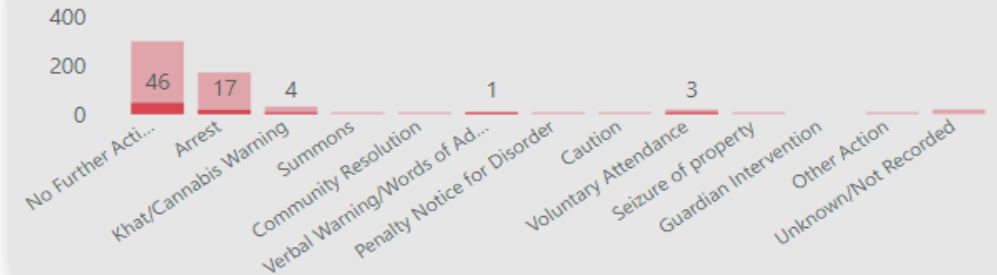 400
200
0
46
17
4
1
3
No Further Acti...
Arrest
Khat/Cannabis Warning
Summons
Community Resolution
Verbal Warning/Words of Ad...
Penalty Notice for Disorder
Caution
Voluntary Attendance
Seizure of property
Guardian Intervention
Other Action
Unknown/Not Recorded